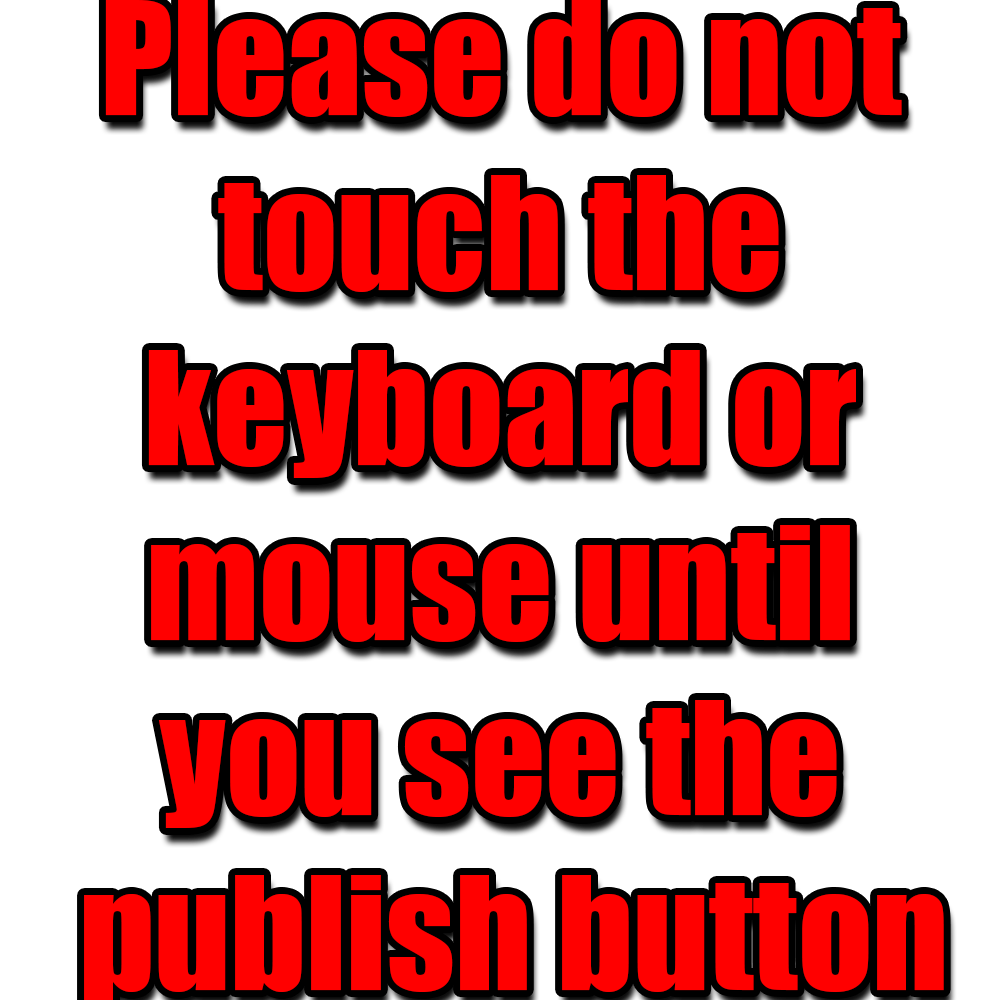 Please do not
touch the
keyboard or
mouse until
you see the
publish button